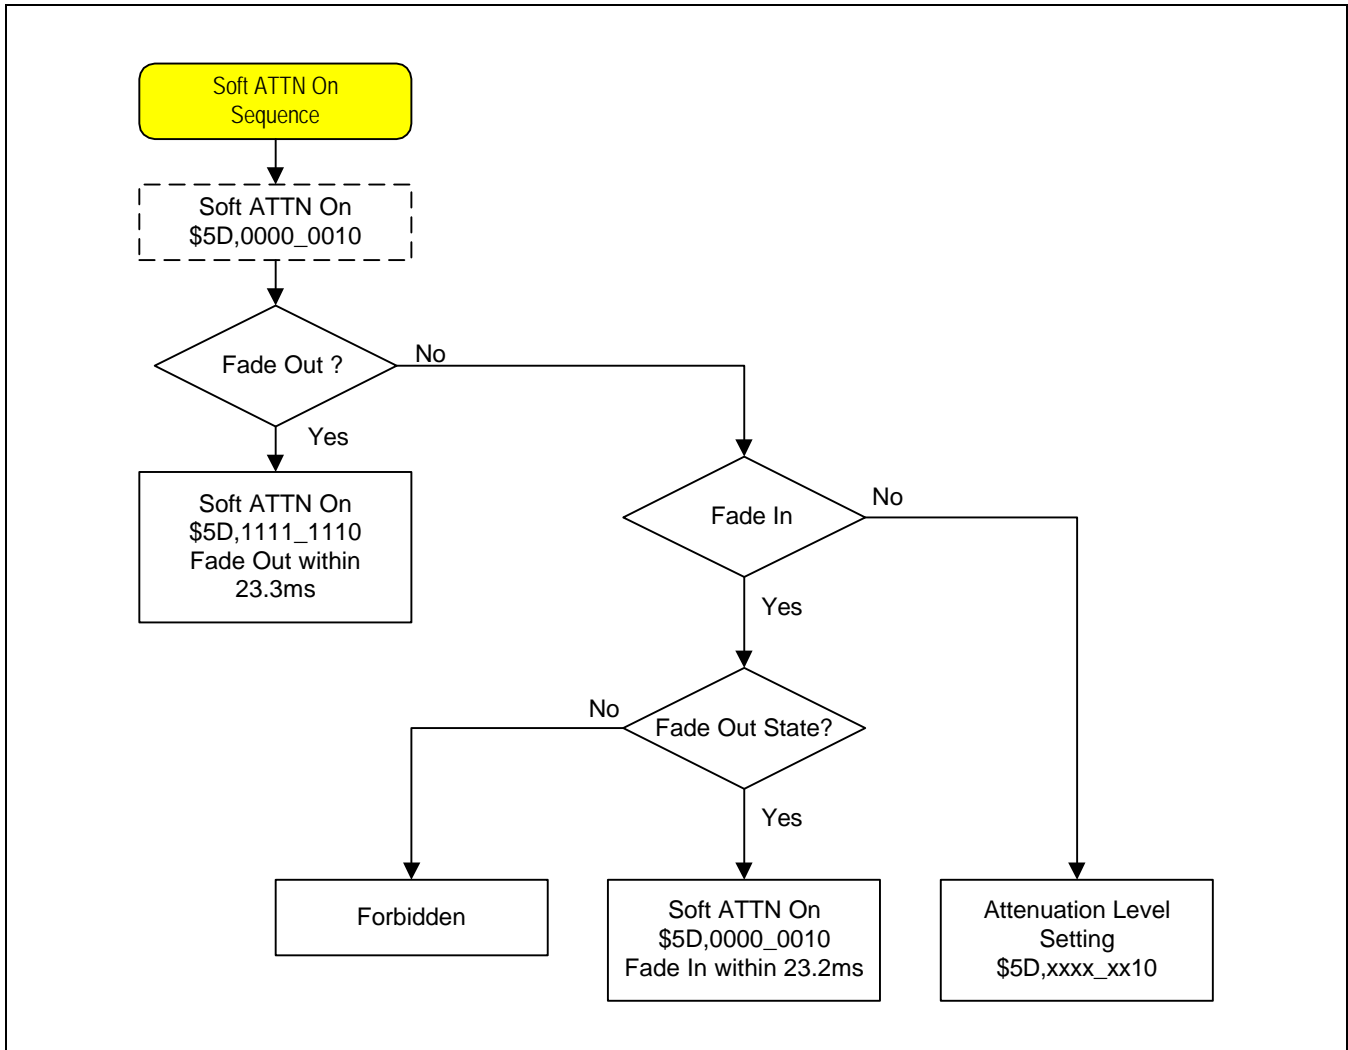 Soft ATTN On
Sequence
Soft ATTN On
$5D,0000_0010
Fade Out ?
No
Yes
Soft ATTN On
$5D,1111_1110
Fade Out within
23.3ms
Fade In
No
Yes
Fade Out State?
No
Yes
Forbidden
Soft ATTN On
$5D,0000_0010
Fade In within 23.2ms
Attenuation Level
Setting
$5D,xxxx_xx10